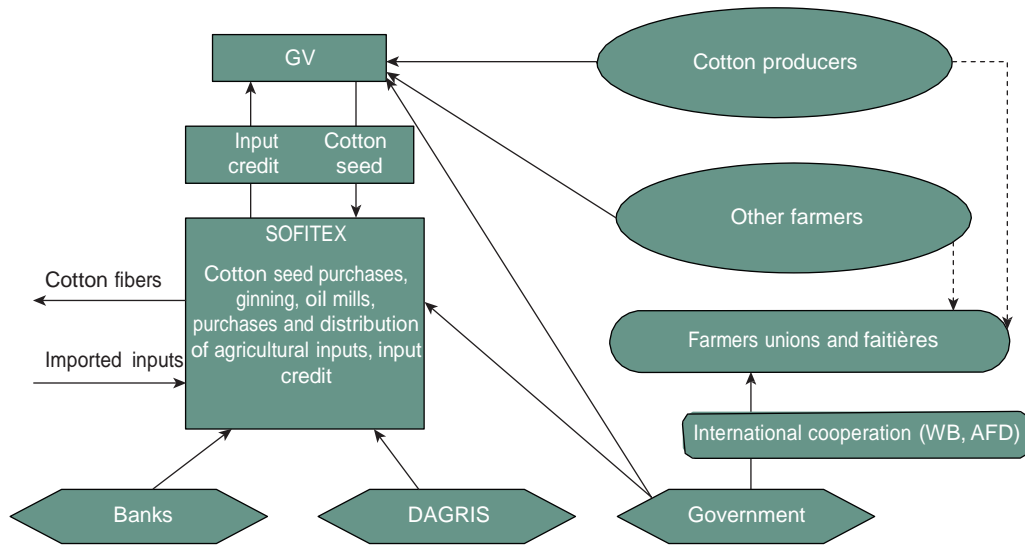 GV
Cotton producers
Input
credit
Cotton
seed
Other farmers
SOFITEX
Cotton seed purchases,
ginning, oil mills,
purchases and distribution
of agricultural inputs, input
credit
Cotton fibers
Imported inputs
Farmers unions and faitières
International cooperation (WB, AFD)
Banks
DAGRIS
Government